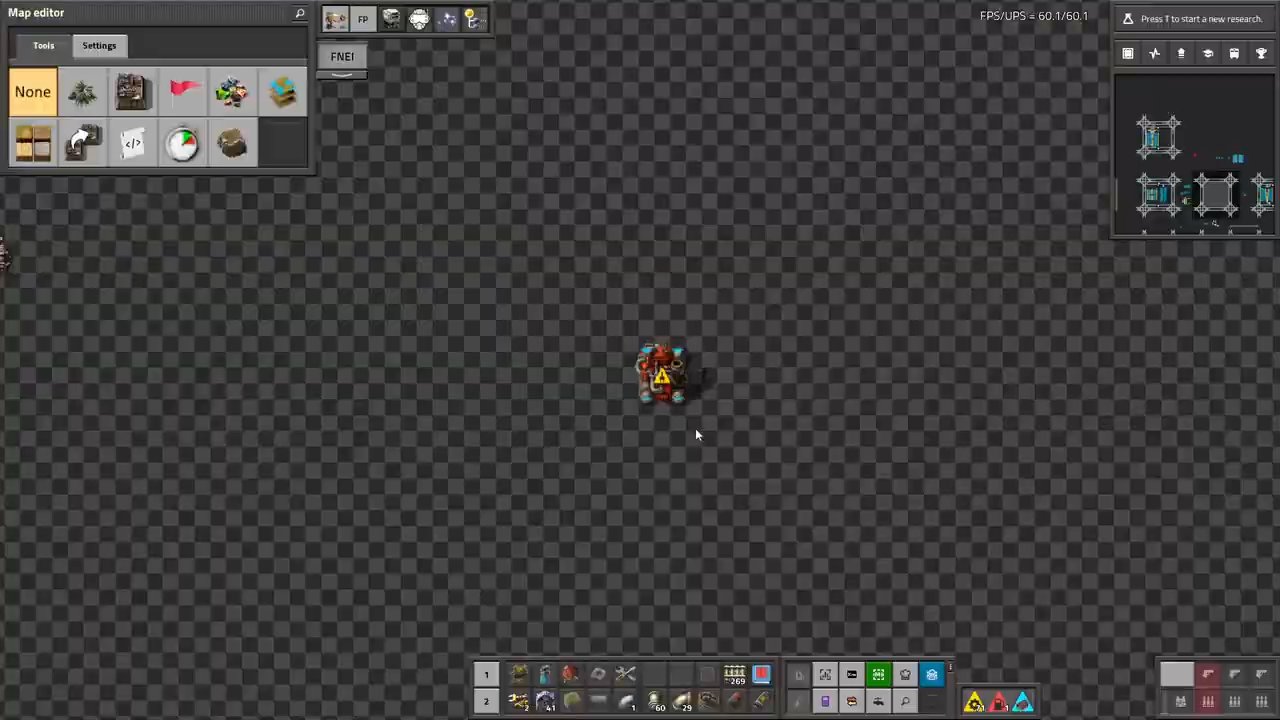 Map editor
Tools
Settings
None
</>
FP
FNEI
FPS/UPS = 60.1/60.1
Press T to start a new research.
1
269
2
2
41
1
60
29